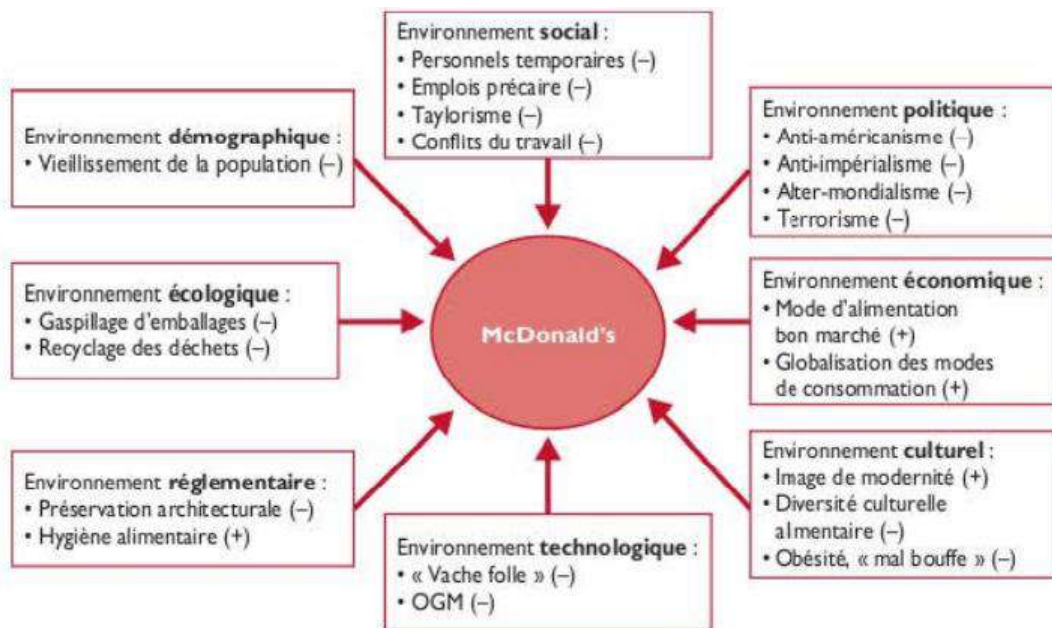 Environnement social :
• Personnels temporaires (–)
• Emplois précaire (–)
• Taylorisme (–)
• Conflits du travail (–)
Environnement démographique :
• Vieillissement de la population (–)
Environnement politique :
• Anti-américanisme (–)
• Anti-impérialisme (–)
• Alter-mondialisme (–)
• Terrorisme (–)
Environnement écologique :
• Gaspillage d'emballages (–)
• Recyclage des déchets (–)
McDonald's
Environnement économique :
• Mode d'alimentation
bon marché (+)
• Globalisation des modes
de consommation (+)
Environnement réglementaire :
• Préservation architecturale (–)
• Hygiène alimentaire (+)
Environnement technologique :
• « Vache folle » (–)
• OGM (–)
Environnement culturel :
• Image de modernité (+)
• Diversité culturelle
alimentaire (–)
• Obésité, « mal bouffe » (–)